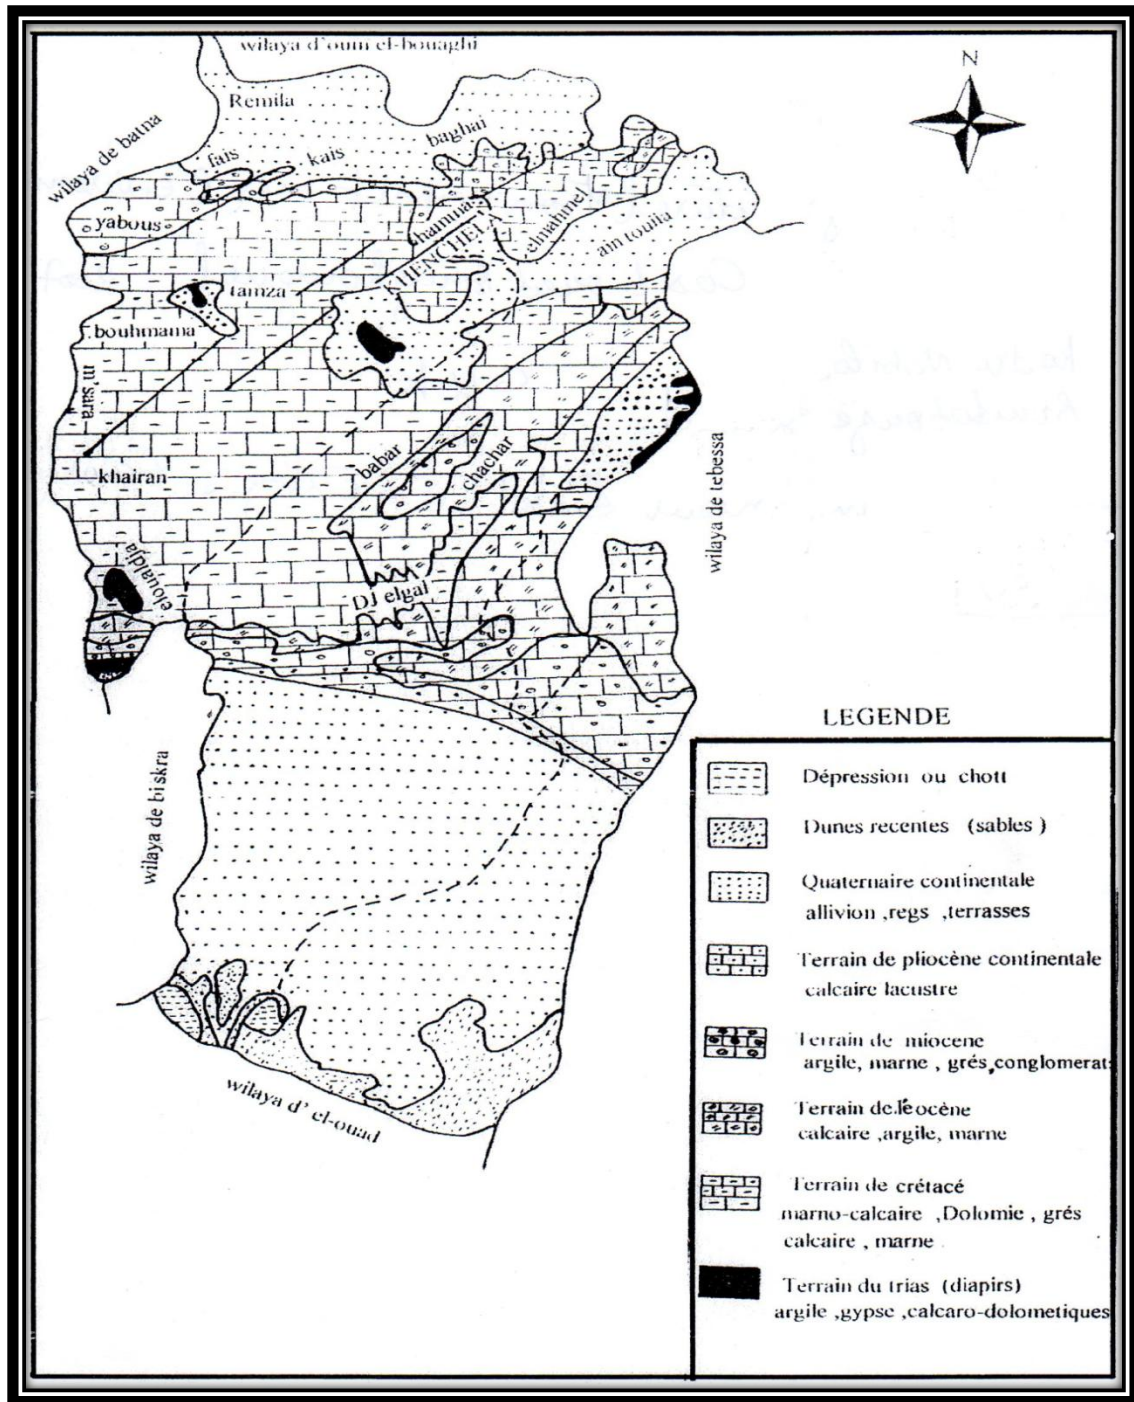 wilaya d'oum el-bouaghi
N
Remila
wilaya de batna
baghai
fais
kais
yabous
hamma
KHENCHELA
elmahmel
ain touila
tamza
bouhmama
m'sara
babar
chachar
khairan
wilaya de tebessa
eloualdja
DJ elgal
wilaya de biskra
wilaya d' el-ouad
LEGENDE
Dépression ou chott
Dunes recentes (sables )
Quaternaire continentale
allivion ,regs ,terrasses
Terrain de pliocène continentale
calcaire lacustre
Terrain de miocene
argile, marne , grés,conglomerats
Terrain de léocène
calcaire ,argile, marne
Terrain de crétacé
marno-calcaire ,Dolomie , grés
calcaire , marne
Terrain du trias (diapirs)
argile ,gypse ,calcaro-dolometiques